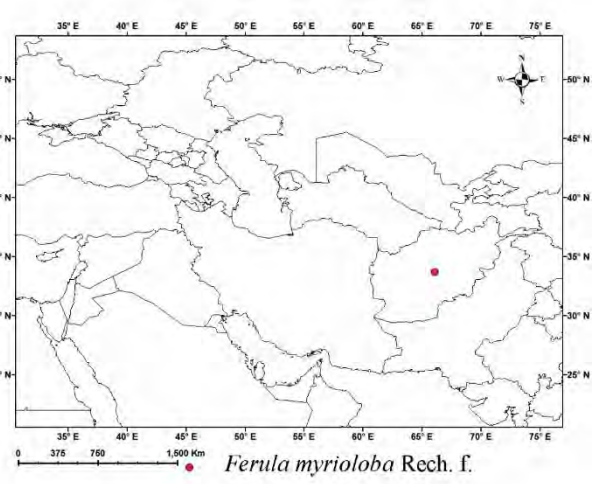 35° E 40° E 45° E 50° E 55° E 60° E 65° E 70° E 75° E
N
W E
S
° N 50° N
° N 45° N
° N 40° N
° N 35° N
° N 30° N
° N 25° N
35° E 40° E 45° E 50° E 55° E 60° E 65° E 70° E 75° E
0 375 750 1,500 Km
Ferula myrioloba Rech. f.